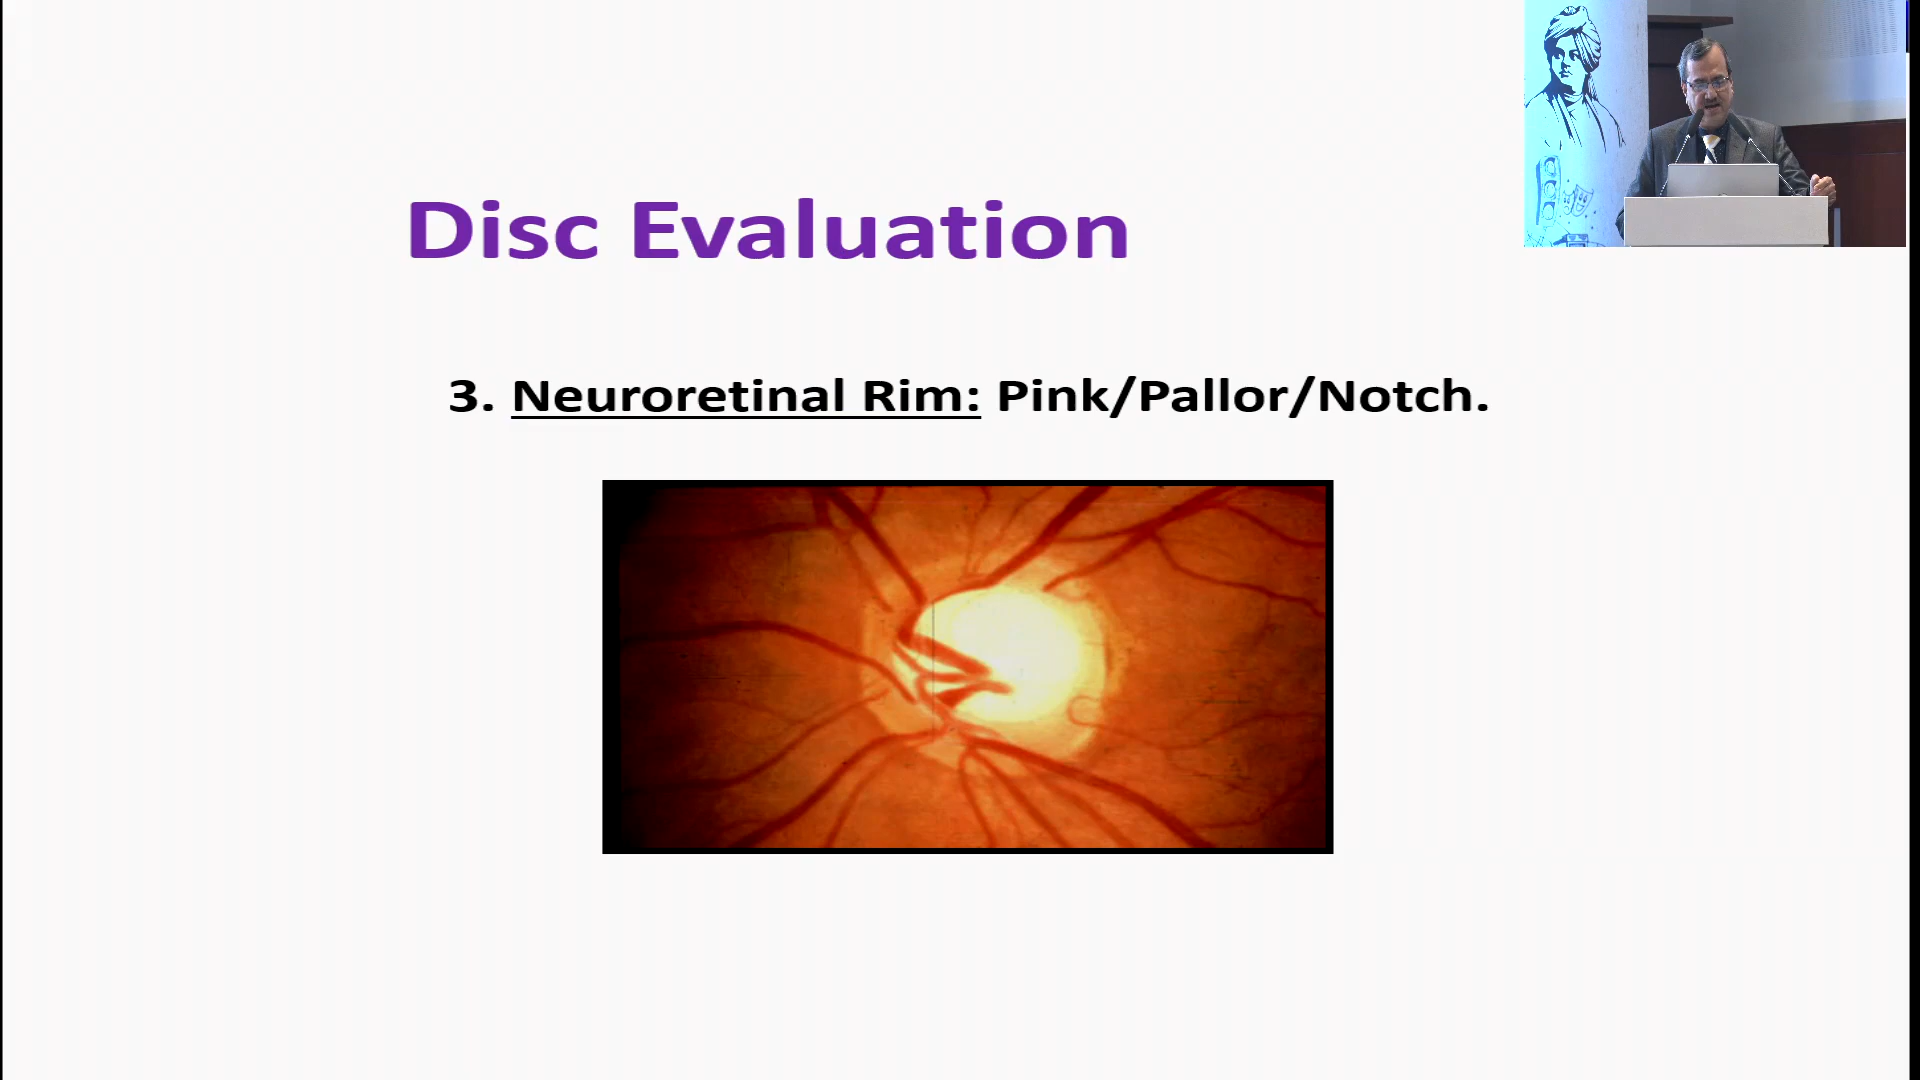 Disc Evaluation
3. Neuroretinal Rim: Pink/Pallor/Notch.